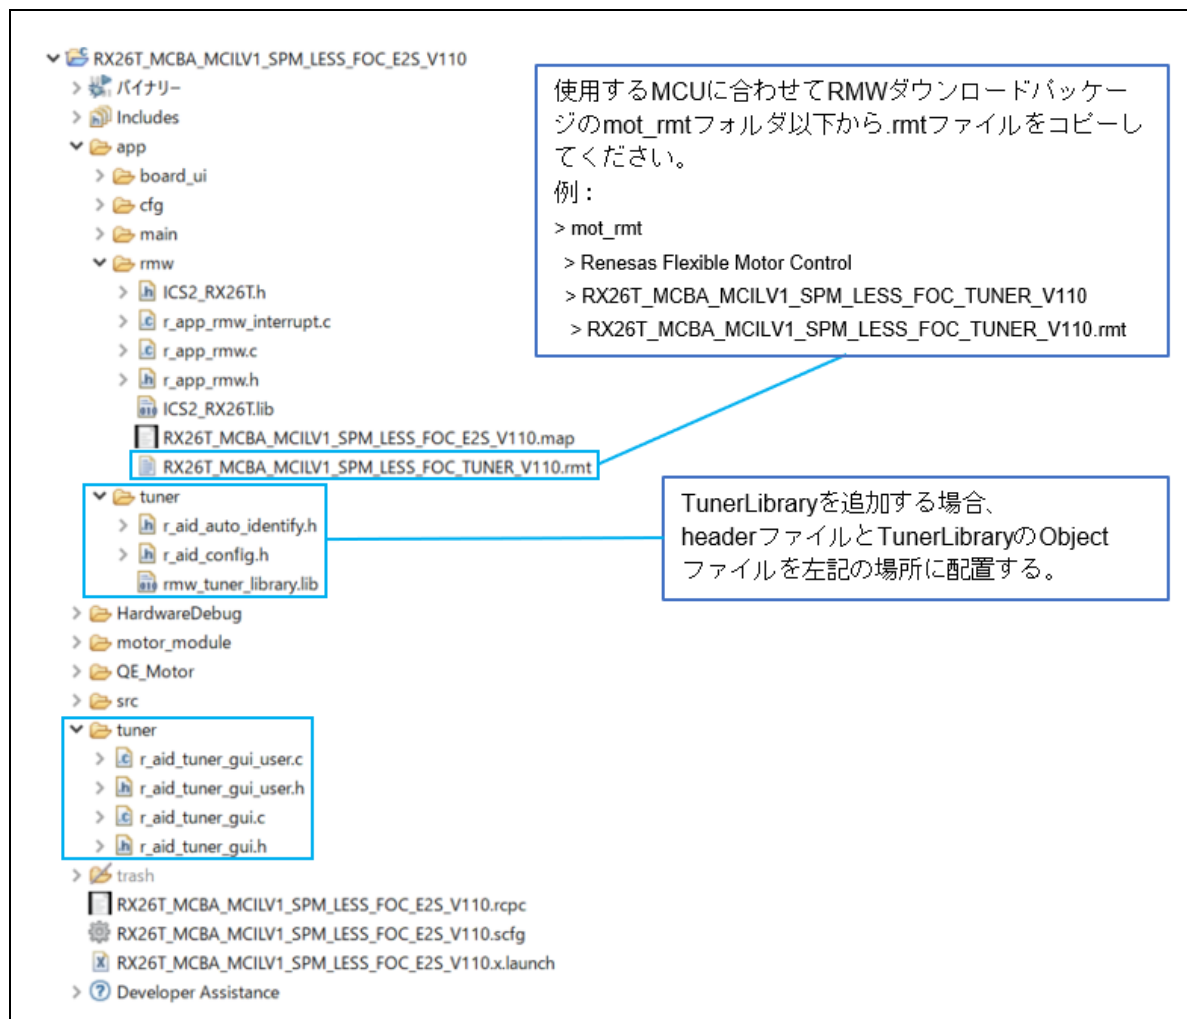 RX26T_MCBA_MCILV1_SPM_LESS_FOC_E2S_V110
バイナリー
Includes
app
board_ui
cfg
main
rmw
ICS2_RX26T.h
r_app_rmw_interrupt.c
r_app_rmw.c
r_app_rmw.h
ICS2_RX26T.lib
RX26T_MCBA_MCILV1_SPM_LESS_FOC_E2S_V110.map
RX26T_MCBA_MCILV1_SPM_LESS_FOC_TUNER_V110.rmt
tuner
r_aid_auto_identify.h
r_aid_config.h
rmw_tuner_library.lib
HardwareDebug
motor_module
QE_Motor
src
tuner
r_aid_tuner_gui_user.c
r_aid_tuner_gui_user.h
r_aid_tuner_gui.c
r_aid_tuner_gui.h
trash
RX26T_MCBA_MCILV1_SPM_LESS_FOC_E2S_V110.rcpc
RX26T_MCBA_MCILV1_SPM_LESS_FOC_E2S_V110.scfg
RX26T_MCBA_MCILV1_SPM_LESS_FOC_E2S_V110.x.launch
Developer Assistance
使用するMCUに合わせてRMWダウンロードパッケー
ジのmot_rmtフォルダ以下から.rmtファイルをコピーし
てください。
例：
> mot_rmt
> Renesas Flexible Motor Control
> RX26T_MCBA_MCILV1_SPM_LESS_FOC_TUNER_V110
> RX26T_MCBA_MCILV1_SPM_LESS_FOC_TUNER_V110.rmt
TunerLibraryを追加する場合、
headerファイルとTunerLibraryのObject
ファイルを左記の場所に配置する。